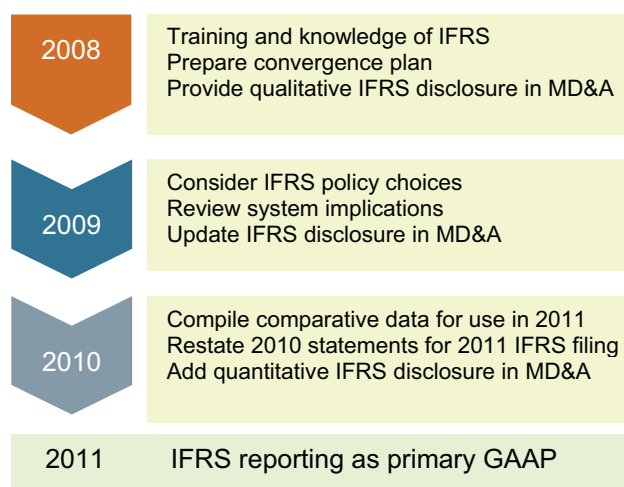 2008
Training and knowledge of IFRS
Prepare convergence plan
Provide qualitative IFRS disclosure in MD&A
2009
Consider IFRS policy choices
Review system implications
Update IFRS disclosure in MD&A
2010
Compile comparative data for use in 2011
Restate 2010 statements for 2011 IFRS filing
Add quantitative IFRS disclosure in MD&A
2011 IFRS reporting as primary GAAP